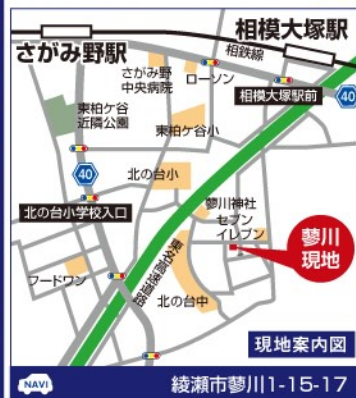 相模大塚駅
さがみ野駅
相鉄線
さがみ野
中央病院
ローソン
相模大塚駅前
40
東柏ケ谷
近隣公園
東柏ケ谷小
40
北の台小
北の台小学校入口
蓼川神社
セブン
イレブン
蓼川
現地
東名高速道路
フードワン
北の台中
現地案内図
NAVI
綾瀬市蓼川1-15-17